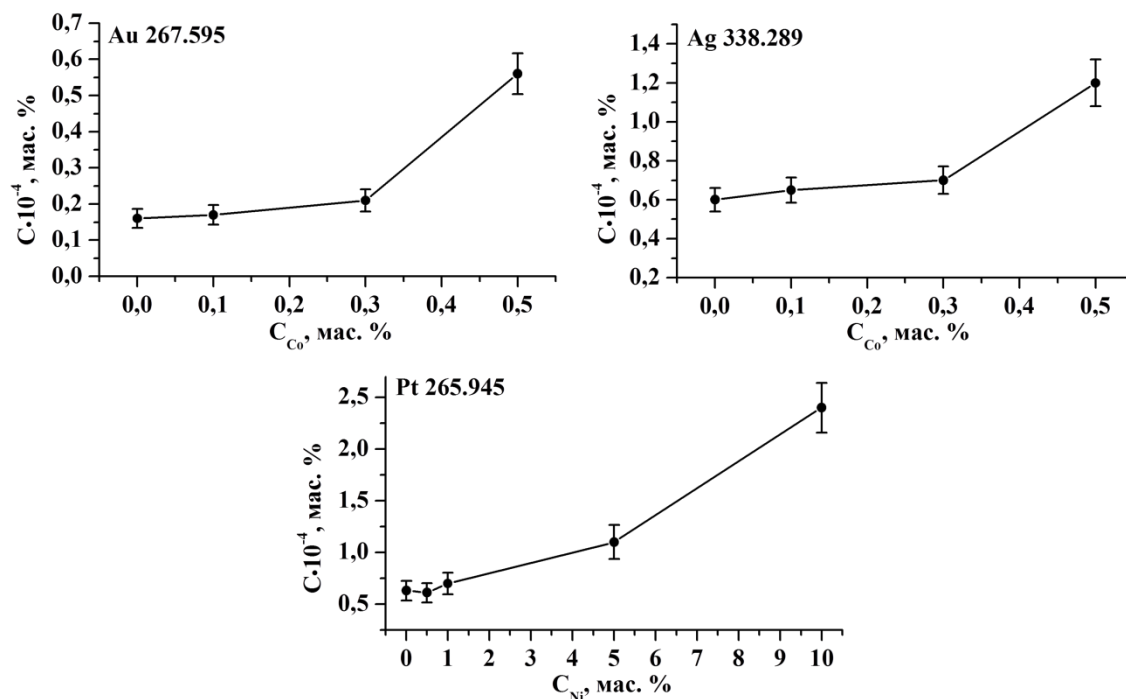 Au 267.595
0,7
0,6
0,5
0,4
0,3
0,2
0,1
0,0
C·10⁻⁴, мас. %
0,0 0,1 0,2 0,3 0,4 0,5
C_Co, мас. %
Ag 338.289
1,4
1,2
1,0
0,8
0,6
0,4
0,2
C·10⁻⁴, мас. %
0,0 0,1 0,2 0,3 0,4 0,5
C_Co, мас. %
Pt 265.945
2,5
2,0
1,5
1,0
0,5
C·10⁻⁴, мас. %
0 1 2 3 4 5 6 7 8 9 10
C_Ni, мас. %